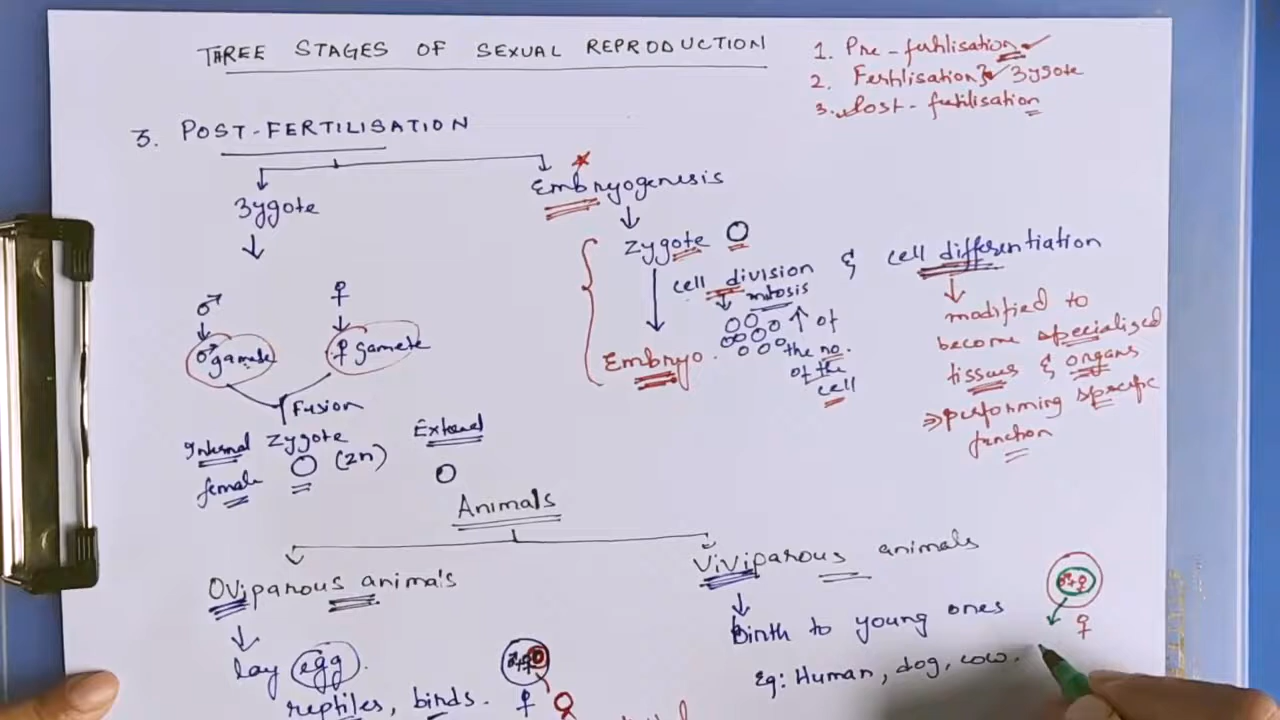 THREE STAGES OF SEXUAL REPRODUCTION
1. Pre-fertilisation ✓
2. Fertilisation} ✓ Zygote
3. Post-fertilisation
3. POST-FERTILISATION
Zygote
Embryogenesis
Zygote
cell division & cell differentiation
mitosis
↑ of
the no.
of the
cell
Embryo.
modified to
become specialized
tissues & organs
⇒ performing specific
function
♂ ♀
♂ gamete ♀ gamete
Fusion
Internal Zygote External
female (2n)
Animals
Oviparous animals
lay egg.
reptiles, birds.
♂+♀
♀
Viviparous animals
Birth to young ones
Eg: Human, dog, cow.
♂+♀
♀